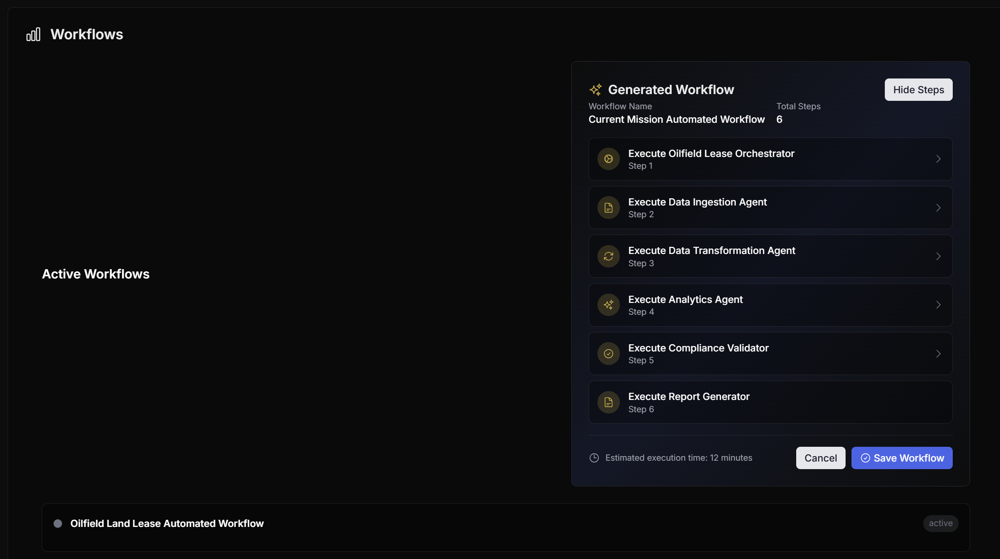 Workflows
Generated Workflow
Hide Steps
Workflow Name
Total Steps
Current Mission Automated Workflow
6
Execute Oilfield Lease Orchestrator
Step 1
Execute Data Ingestion Agent
Step 2
Execute Data Transformation Agent
Step 3
Active Workflows
Execute Analytics Agent
Step 4
Execute Compliance Validator
Step 5
Execute Report Generator
Step 6
Estimated execution time: 12 minutes
Cancel
Save Workflow
Oilfield Land Lease Automated Workflow
active